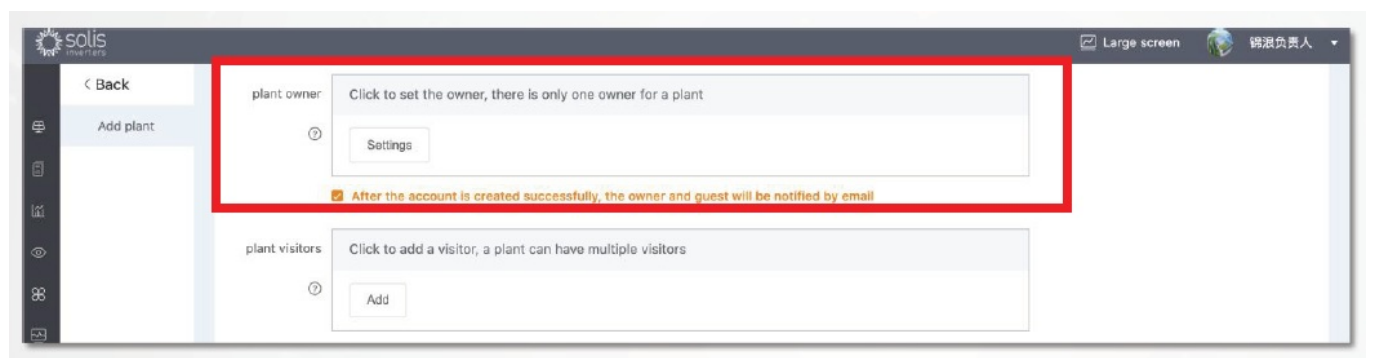 solis
inverters
Large screen
锦浪负责人
< Back
Add plant
plant owner
Click to set the owner, there is only one owner for a plant
Settings
After the account is created successfully, the owner and guest will be notified by email
plant visitors
Click to add a visitor, a plant can have multiple visitors
Add